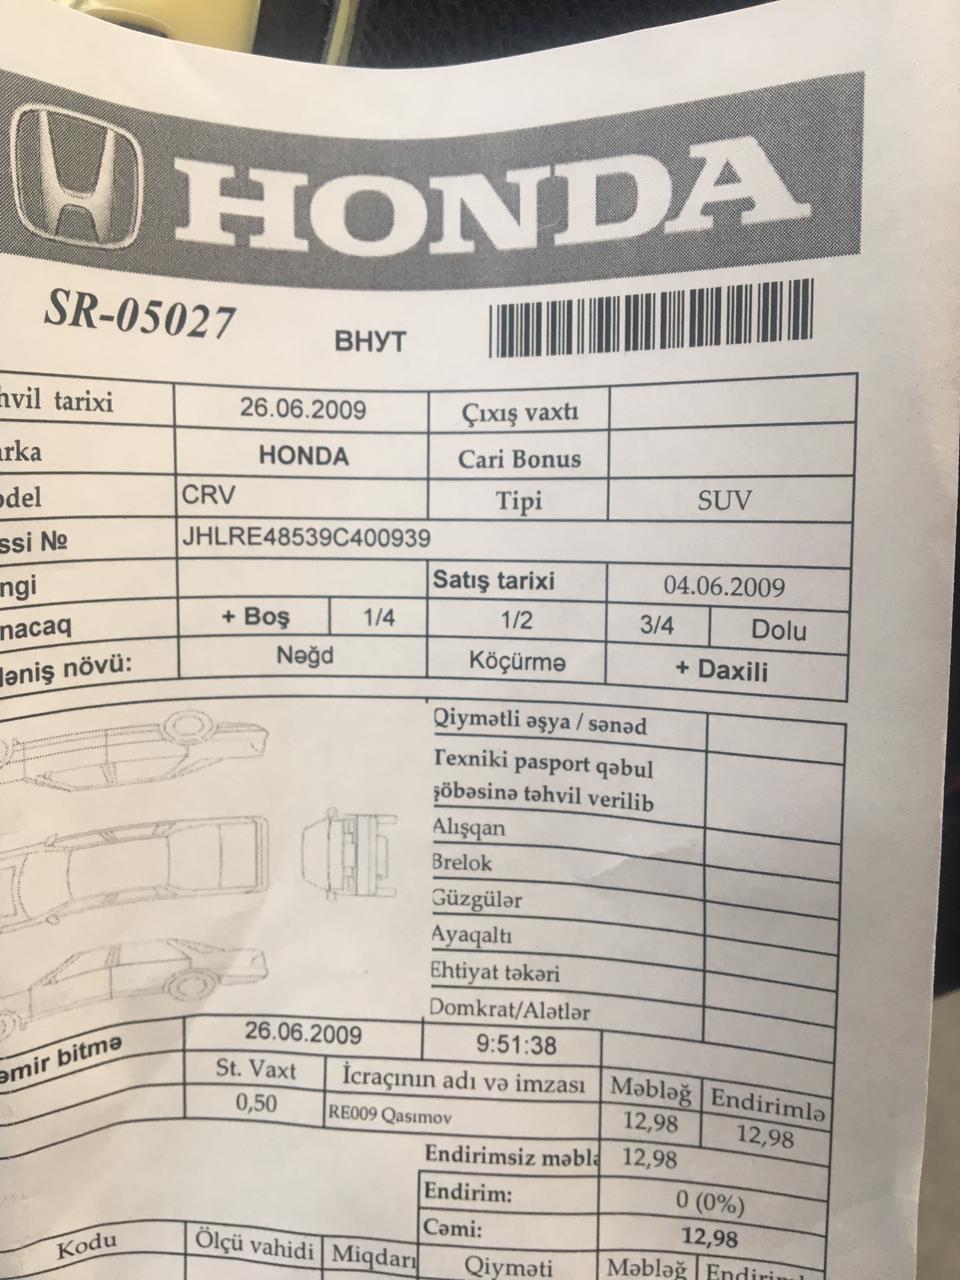 HONDA
SR-05027 ВНУТ
hvil tarixi 26.06.2009 Çıxış vaxtı
arka HONDA Cari Bonus
odel CRV Tipi SUV
ssi № JHLRE48539C400939
ngi Satış tarixi 04.06.2009
nacaq + Boş 1/4 1/2 3/4 Dolu
ləniş növü: Nəğd Köçürmə + Daxili
Qiymətli əşya / sənəd
Texniki pasport qəbul
şöbəsinə təhvil verilib
Alışqan
Brelok
Güzgülər
Ayaqaltı
Ehtiyat təkəri
Domkrat/Alətlər
əmir bitmə 26.06.2009 9:51:38
St. Vaxt İcraçının adı və imzası Məbləğ Endirimlə
0,50 RE009 Qasımov 12,98 12,98
Endirimsiz məblə 12,98
Endirim: 0 (0%)
Cəmi: 12,98
Kodu Ölçü vahidi Miqdarı Qiyməti Məbləğ Endirimlə